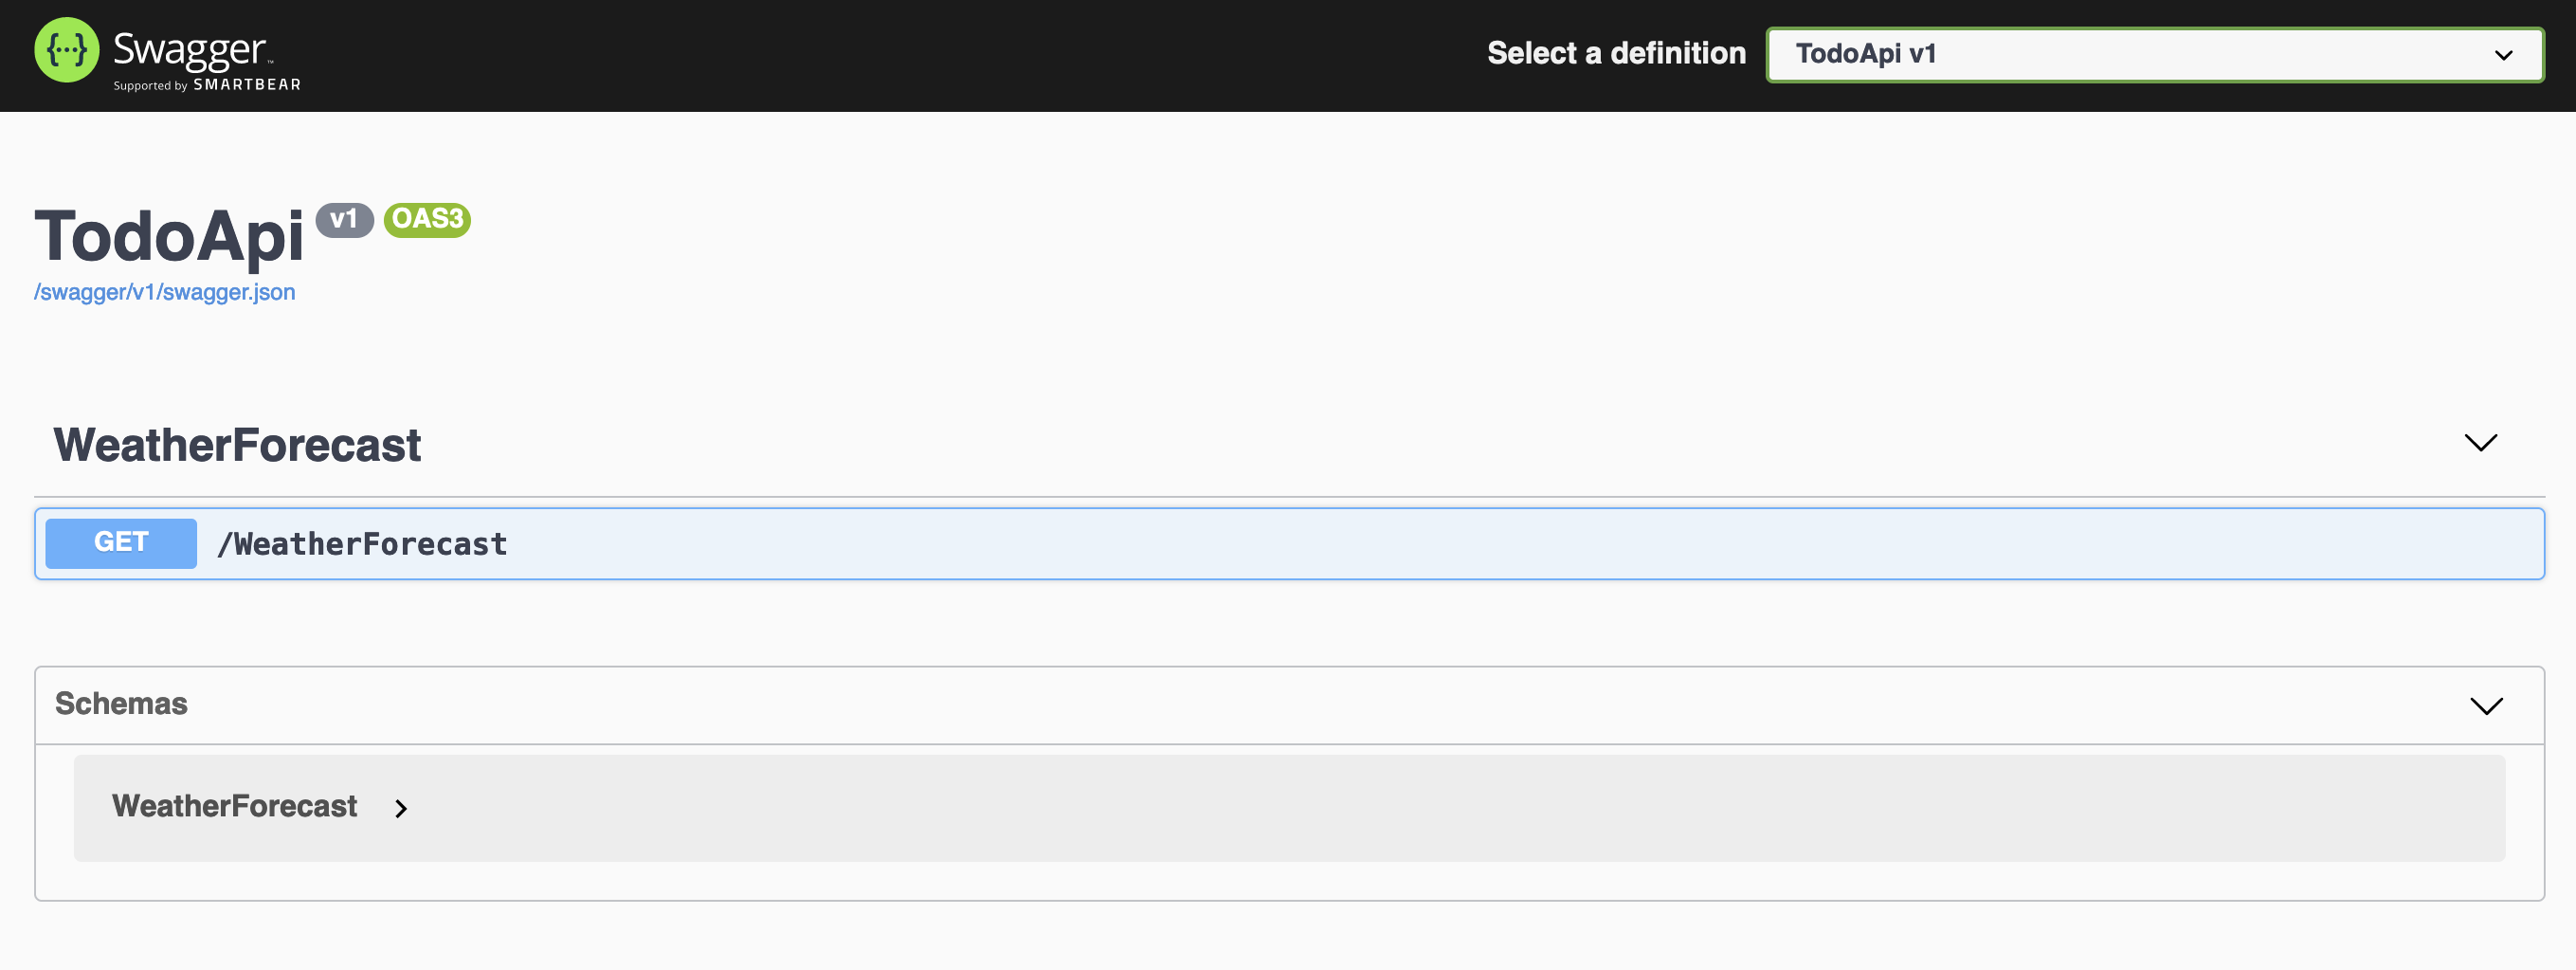 {···} Swagger™
Supported by SMARTBEAR
Select a definition
TodoApi v1
TodoApi v1 OAS3
/swagger/v1/swagger.json
WeatherForecast
GET /WeatherForecast
Schemas
WeatherForecast